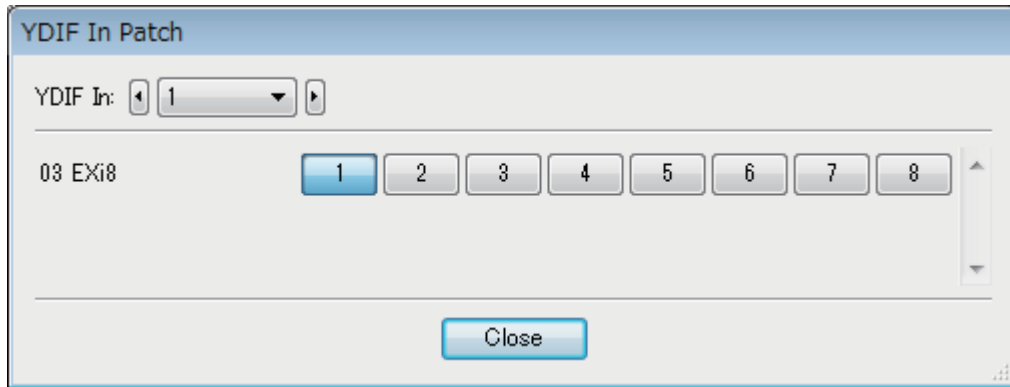 YDIF In Patch
YDIF In: 1
03 EXi8 1 2 3 4 5 6 7 8
Close